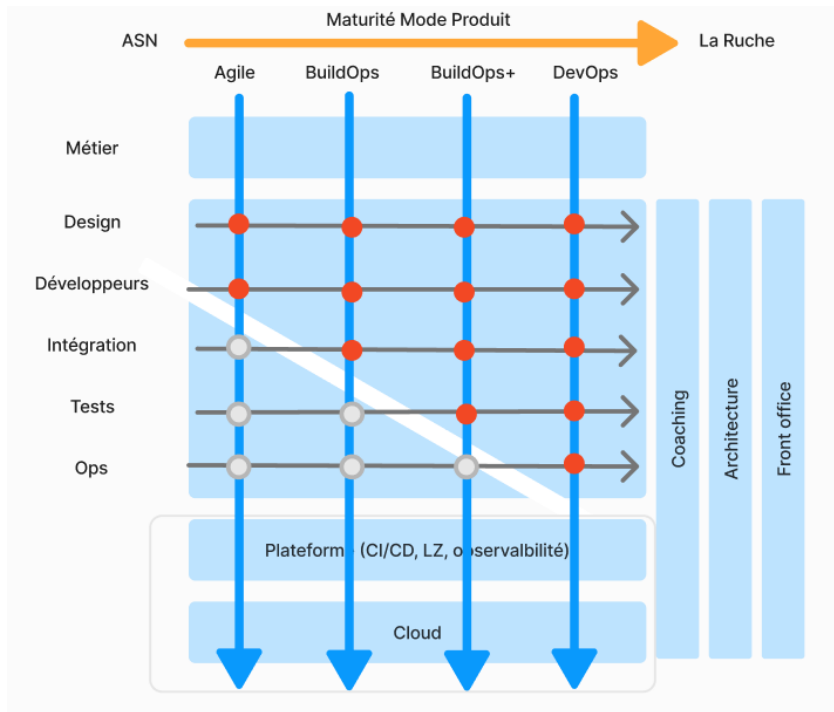 Maturité Mode Produit
ASN
La Ruche
Agile
BuildOps
BuildOps+
DevOps
Métier
Design
Développeurs
Intégration
Tests
Ops
Coaching
Architecture
Front office
Plateforme (CI/CD, LZ, observalbilité)
Cloud